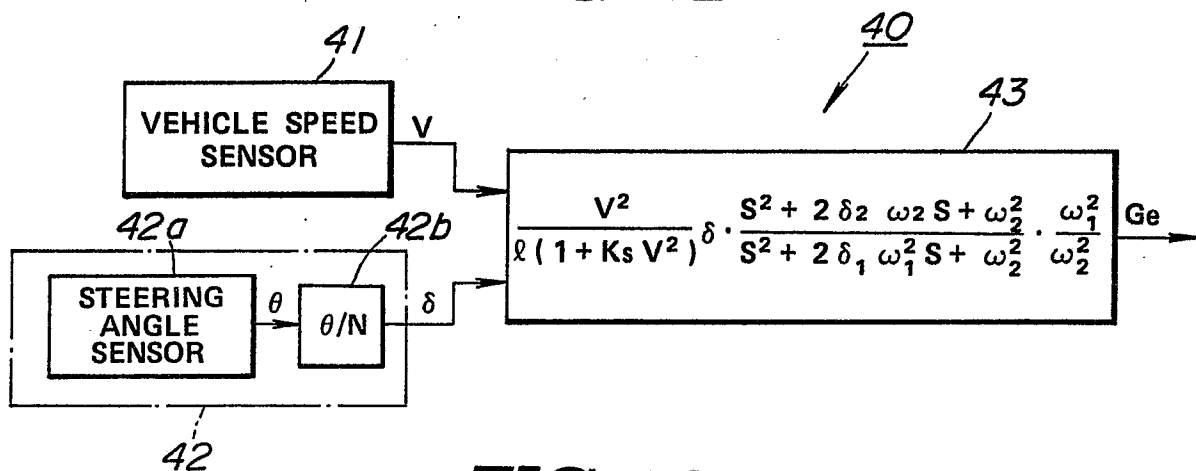 40
41
VEHICLE SPEED
SENSOR
V
43
V² / ℓ ( 1 + Ks V² ) δ · S² + 2 δ₂ ω₂ S + ω₂² / S² + 2 δ₁ ω₁² S + ω₂² · ω₁² / ω₂²
Ge
42a
42b
STEERING
ANGLE
SENSOR
θ
θ/N
δ
42